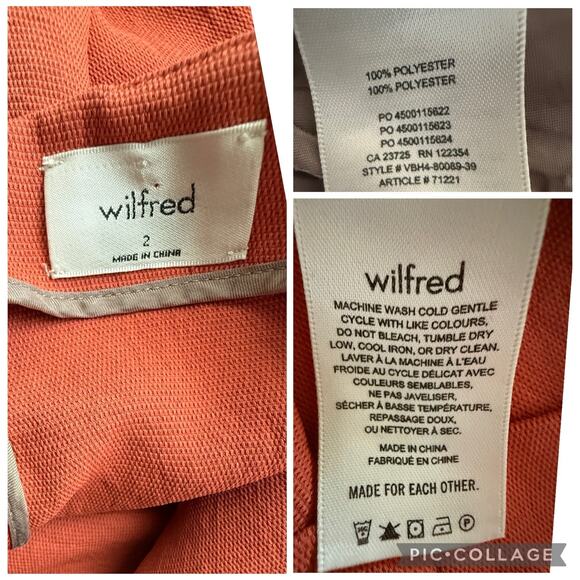 wilfred
2
MADE IN CHINA
100% POLYESTER
100% POLYESTER
PO 4500115622
PO 4500115623
PO 4500115624
CA 23725 RN 122354
STYLE # VBH4-80089-39
ARTICLE # 71221
wilfred
MACHINE WASH COLD GENTLE
CYCLE WITH LIKE COLOURS,
DO NOT BLEACH, TUMBLE DRY
LOW, COOL IRON, OR DRY CLEAN.
LAVER À LA MACHINE À L'EAU
FROIDE AU CYCLE DÉLICAT AVEC
COULEURS SEMBLABLES,
NE PAS JAVELISER,
SÉCHER À BASSE TEMPÉRATURE,
REPASSAGE DOUX,
OU NETTOYER À SEC.
MADE IN CHINA
FABRIQUÉ EN CHINE
MADE FOR EACH OTHER.
P
PIC•COLLAGE